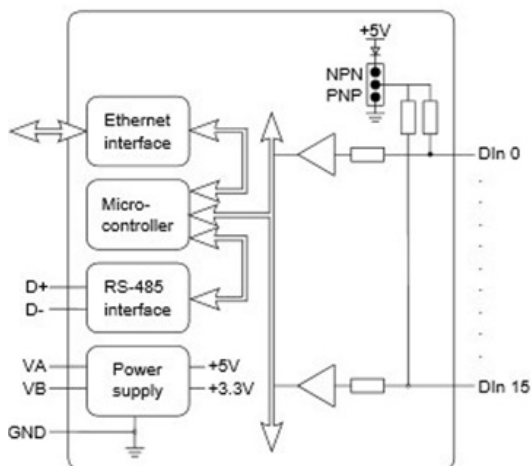 +5V
NPN
PNP
Ethernet
interface
DIn 0
Micro-
controller
D+
D-
RS-485
interface
VA
VB
Power
supply
+5V
+3.3V
DIn 15
GND